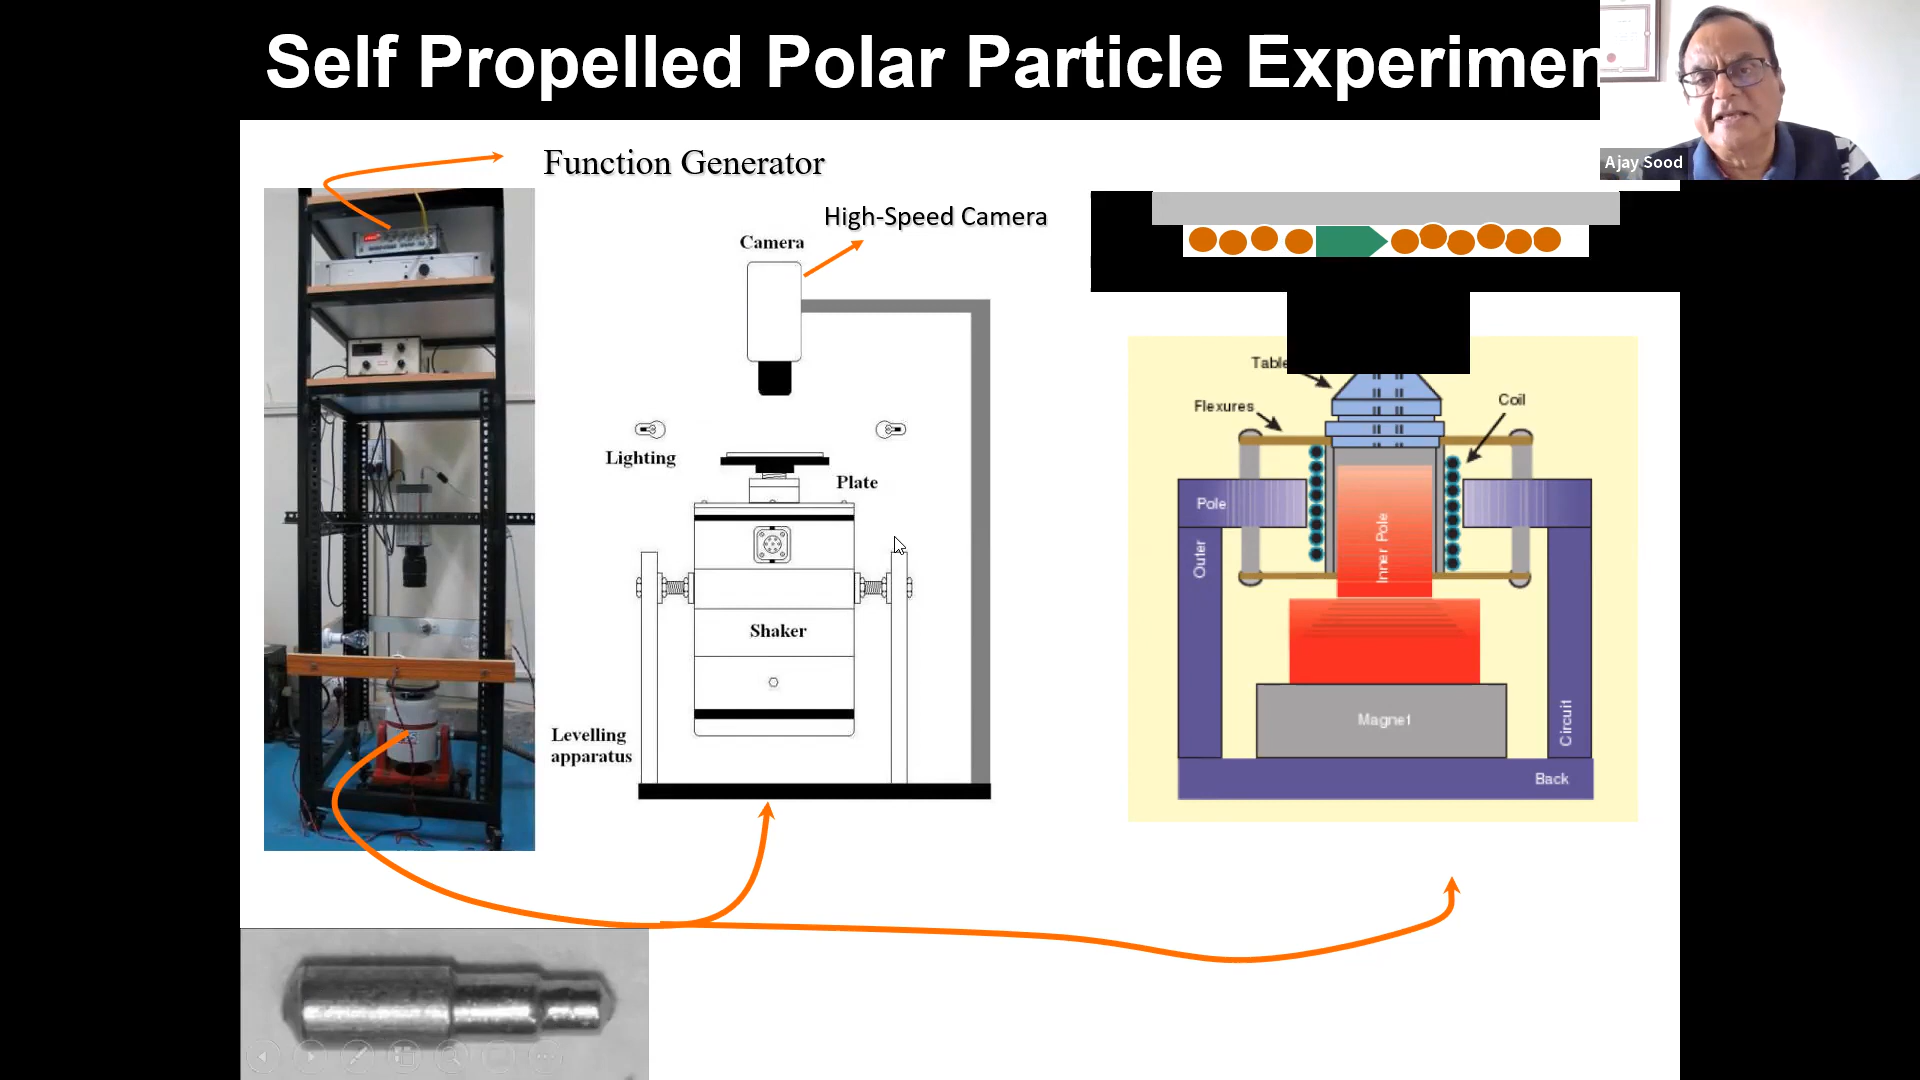 Self Propelled Polar Particle Experimen
Ajay Sood
Function Generator
High-Speed Camera
Camera
Lighting
Plate
Shaker
Levelling
apparatus
Table
Flexures
Coil
Pole
Inner Pole
Outer
Magnet
Circuit
Back